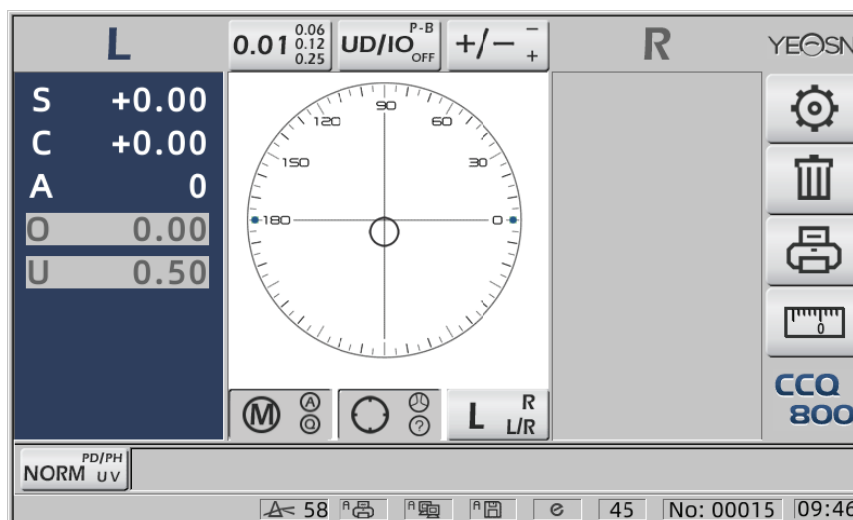 L
0.01 0.06 0.12 0.25
UD/IO P-B OFF
+/- - +
R
YEOSN
S +0.00
C +0.00
A 0
O 0.00
U 0.50
90
120 60
150 30
180 0
0
M A Q
?
L R L/R
CCQ
800
NORM PD/PH UV
58 A A A e 45 No: 00015 09:46